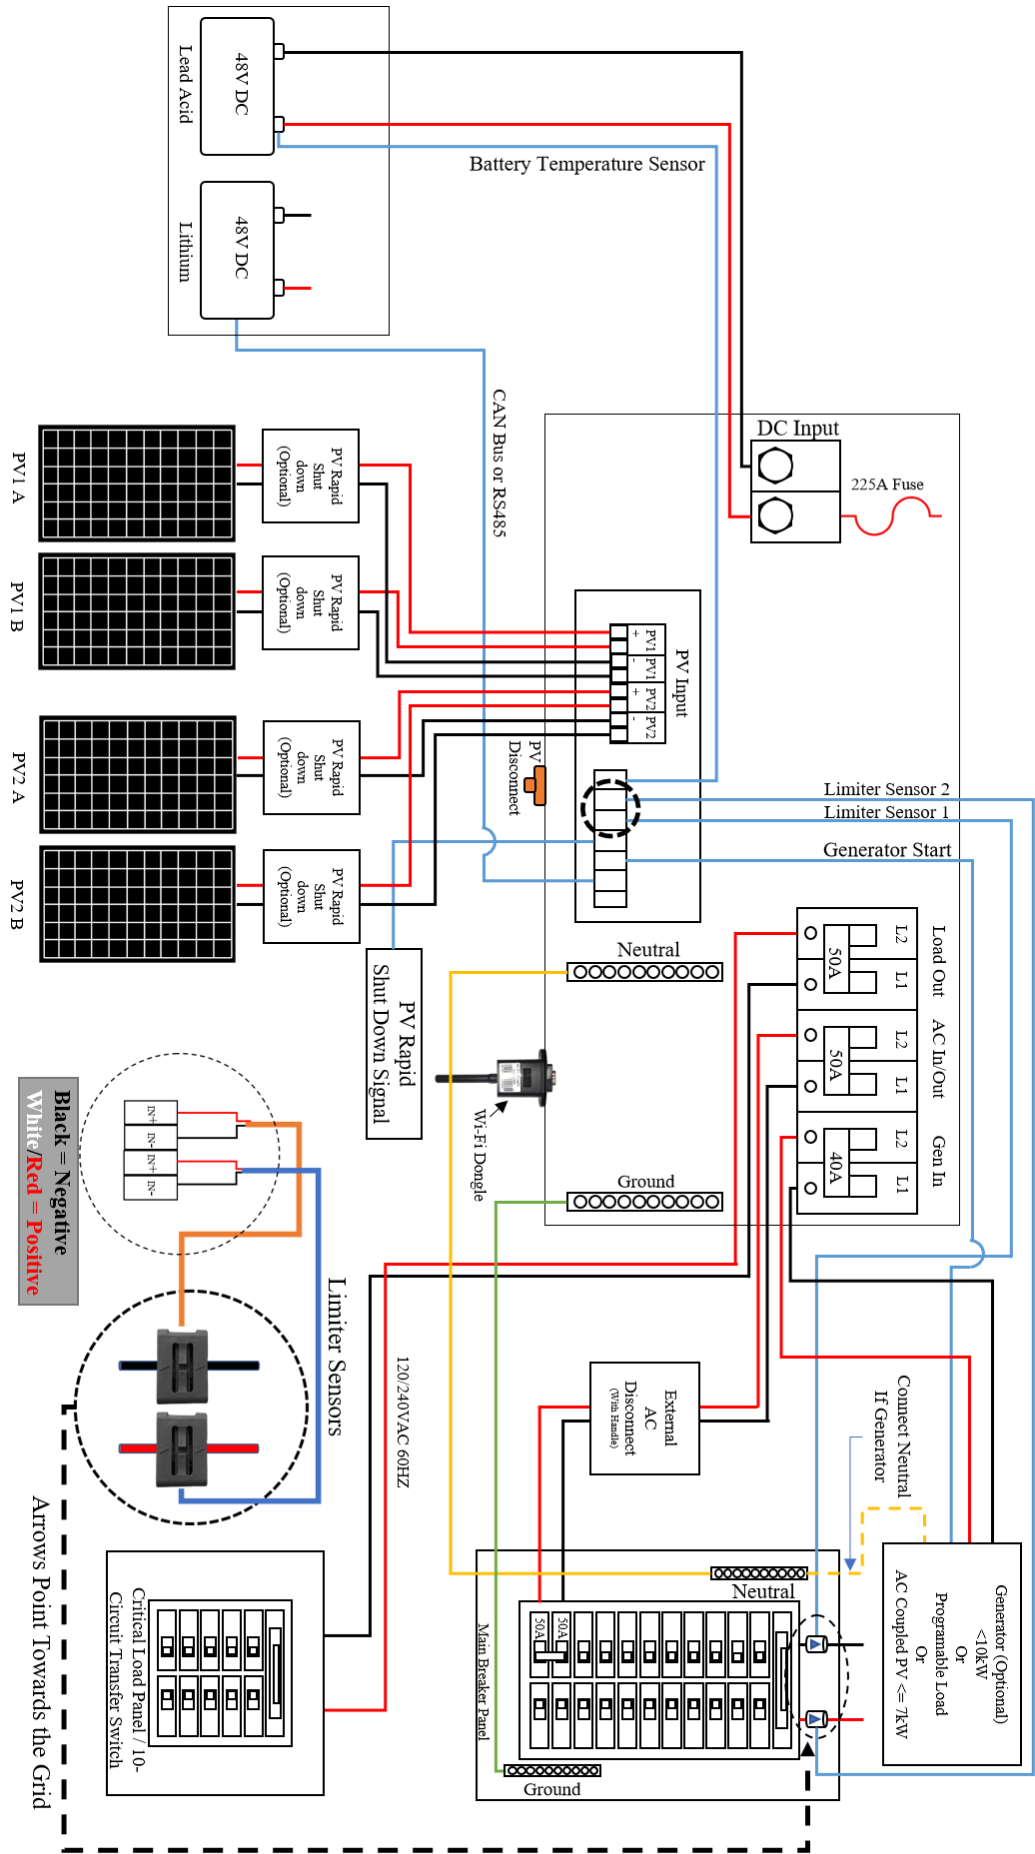 48V DC
Lead Acid
48V DC
Lithium
Battery Temperature Sensor
CAN Bus or RS485
DC Input
225A Fuse
PV1 A
PV Rapid
Shut
down
(Optional)
PV1 B
PV Rapid
Shut
down
(Optional)
PV2 A
PV Rapid
Shut
down
(Optional)
PV2 B
PV Rapid
Shut
down
(Optional)
PV Input
PV1
+
PV1
-
PV2
+
PV2
-
PV
Disconnect
Limiter Sensor 2
Limiter Sensor 1
Generator Start
PV Rapid
Shut Down Signal
Neutral
Wi-Fi Dongle
Ground
Load Out
L2
L1
50A
AC In/Out
L2
L1
50A
Gen In
L2
L1
40A
IN+
IN-
IN+
IN-
Black = Negative
White/Red = Positive
Limiter Sensors
120/240VAC 60HZ
External
AC
Disconnect
(With Handle)
Connect Neutral
If Generator
Generator (Optional)
<10kW
Or
Programable Load
Or
AC Coupled PV <= 7kW
Neutral
50A
50A
Main Breaker Panel
Ground
Critical Load Panel / 10-
Circuit Transfer Switch
Arrows Point Towards the Grid